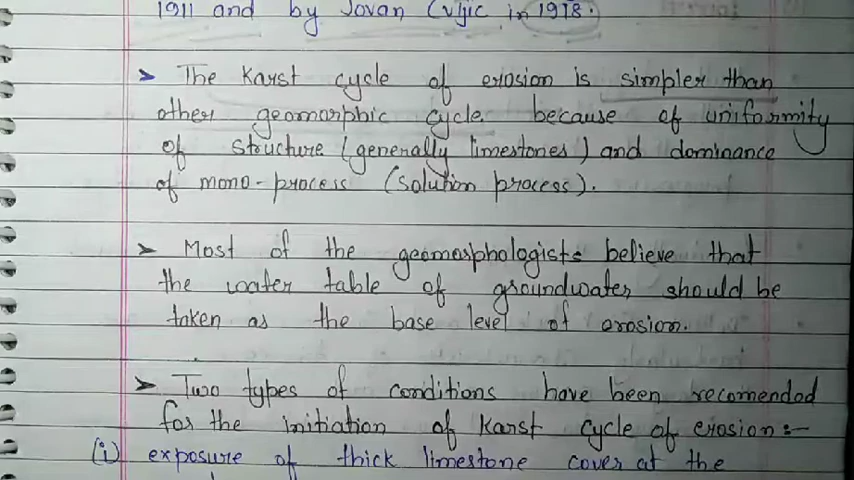 1911 and by Jovan Cvijic in 1918.
➤ The Karst cycle of erosion is simpler than
other geomorphic cycle because of uniformity
of structure (generally limestones) and dominance
of mono-process (solution process).
➤ Most of the geomorphologists believe that
the water table of groundwater should be
taken as the base level of erosion.
➤ Two types of conditions have been recomended
for the initiation of Karst cycle of erosion:-
(i) exposure of thick limestone cover at the